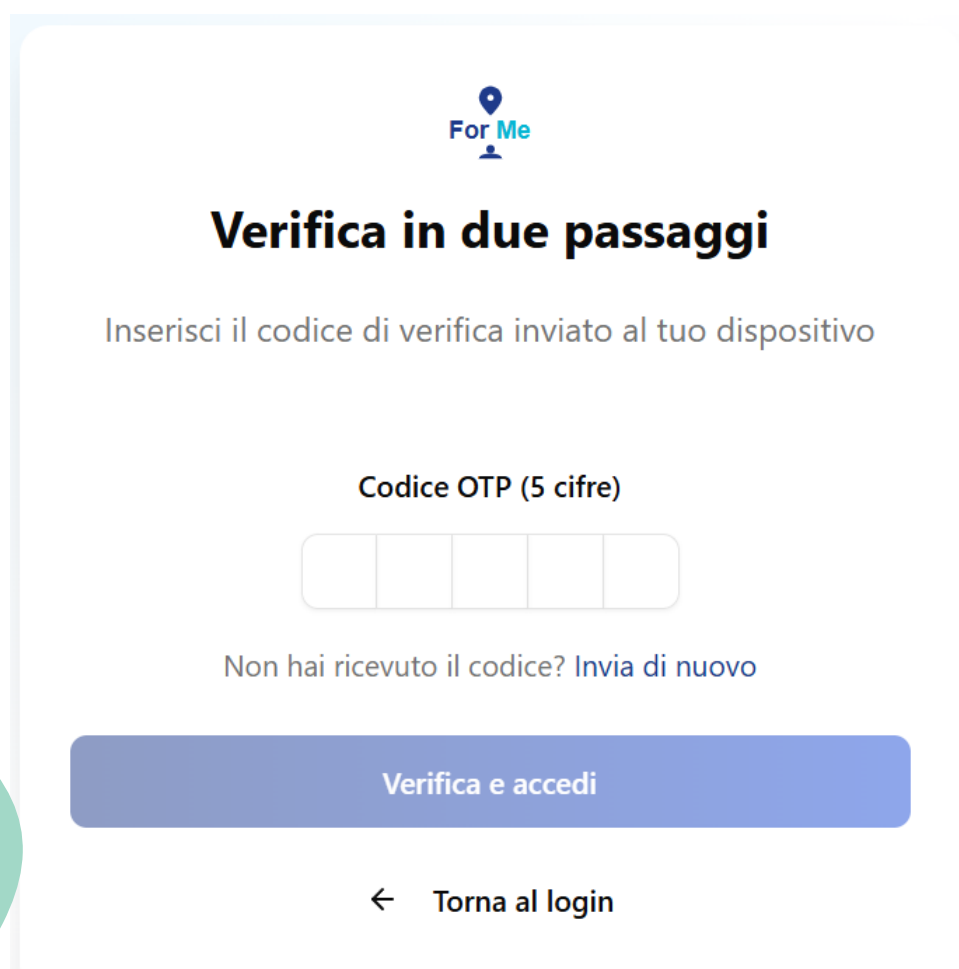 For Me
Verifica in due passaggi
Inserisci il codice di verifica inviato al tuo dispositivo
Codice OTP (5 cifre)
Non hai ricevuto il codice? Invia di nuovo
Verifica e accedi
Torna al login